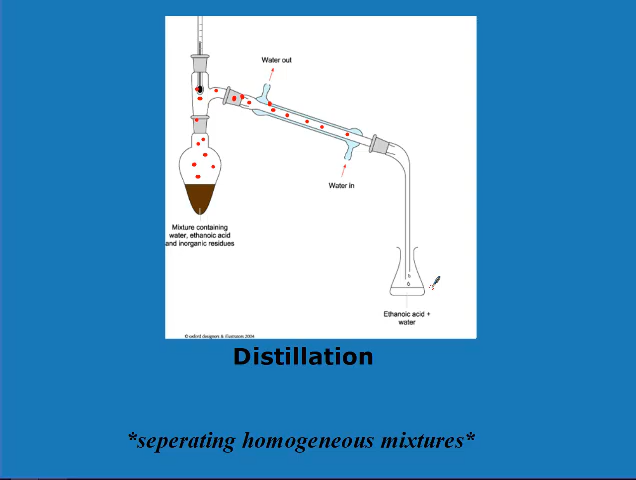 Water out
Water in
Mixture containing
water, ethanoic acid
and inorganic residues
Ethanoic acid +
water
© oxford designers & illustrators 2004
Distillation
*seperating homogeneous mixtures*